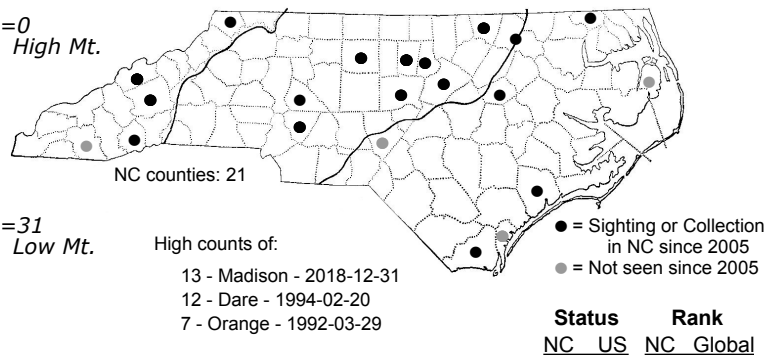 =0
High Mt.
NC counties: 21
=31
Low Mt.
High counts of:
13 - Madison - 2018-12-31
12 - Dare - 1994-02-20
7 - Orange - 1992-03-29
= Sighting or Collection
in NC since 2005
= Not seen since 2005
Status Rank
NC US NC Global